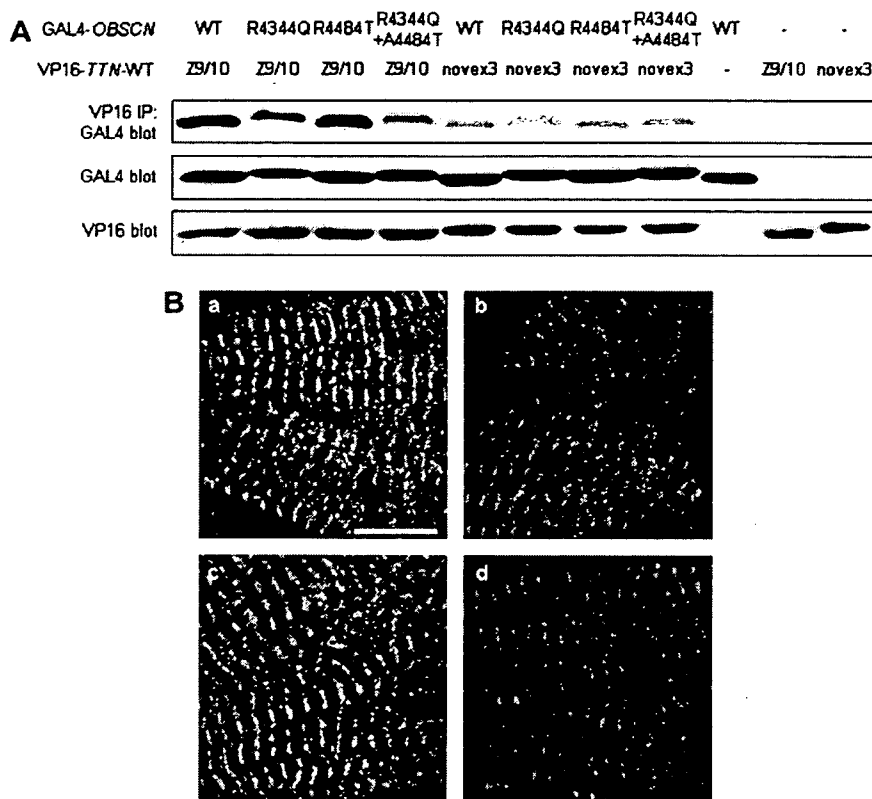 A
GAL4-OBSCN WT R4344Q R4484T R4344Q +A4484T WT R4344Q R4484T R4344Q +A4484T WT - -
VP16-TTN-WT Z9/10 Z9/10 Z9/10 Z9/10 novex3 novex3 novex3 novex3 - Z9/10 novex3
VP16 IP:
GAL4 blot
GAL4 blot
VP16 blot
B
a
b
c
d